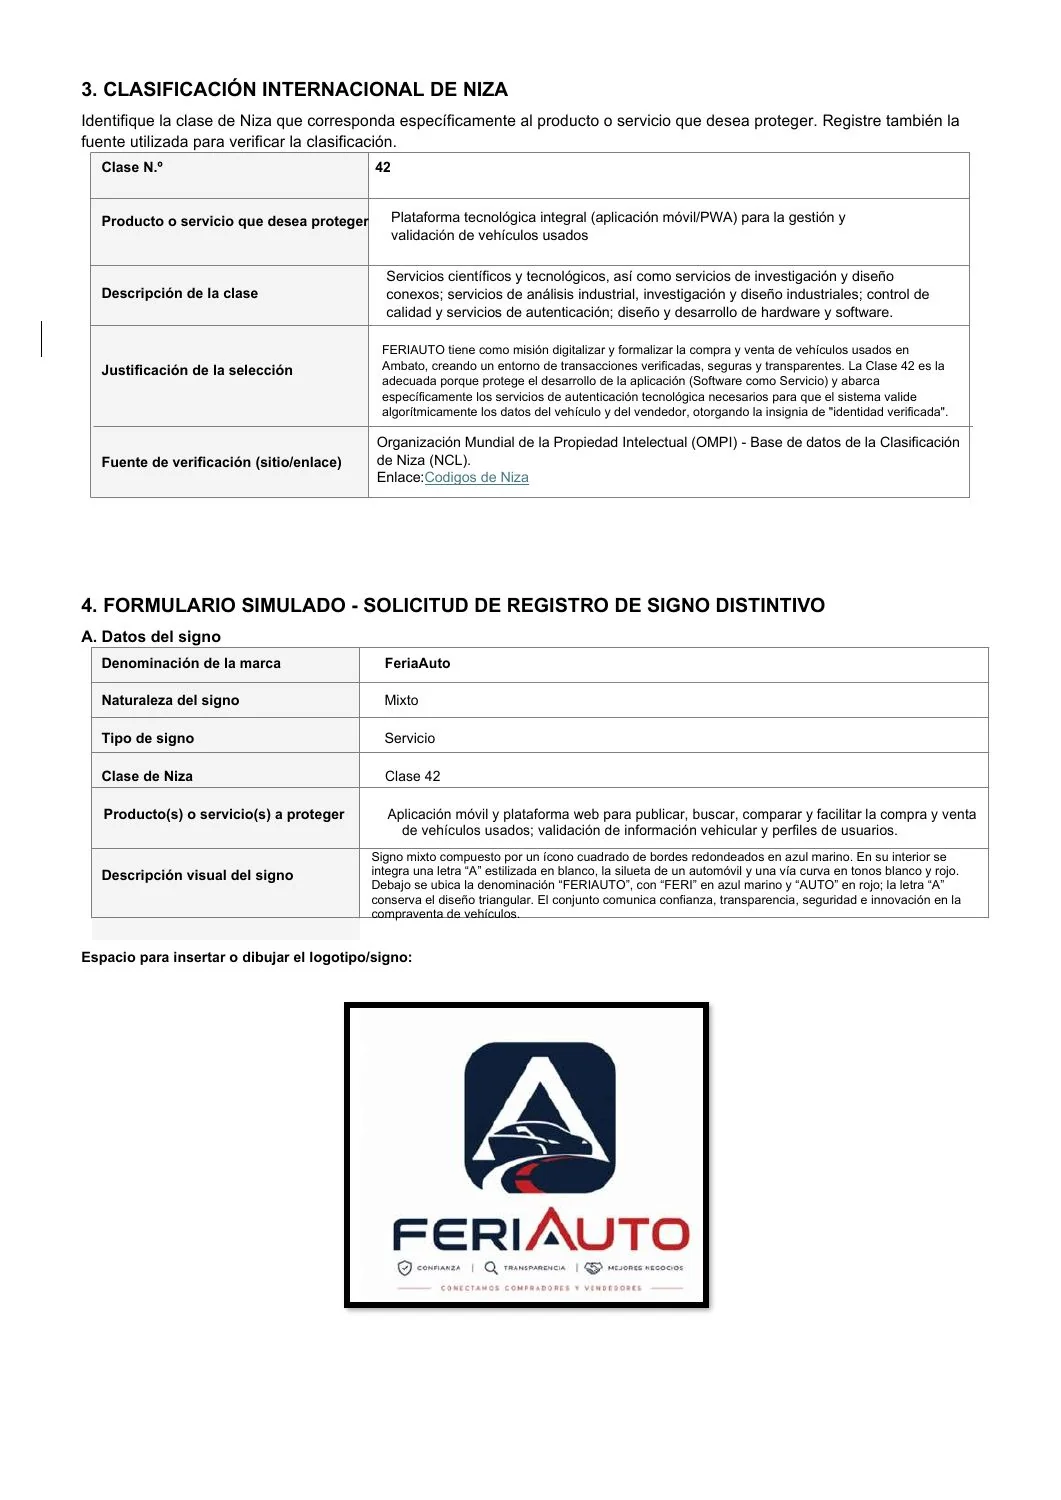 3. CLASIFICACIÓN INTERNACIONAL DE NIZA
Identifique la clase de Niza que corresponda específicamente al producto o servicio que desea proteger. Registre también la
fuente utilizada para verificar la clasificación.
Clase N.º 42
Producto o servicio que desea proteger
Plataforma tecnológica integral (aplicación móvil/PWA) para la gestión y
validación de vehículos usados
Descripción de la clase
Servicios científicos y tecnológicos, así como servicios de investigación y diseño
conexos; servicios de análisis industrial, investigación y diseño industriales; control de
calidad y servicios de autenticación; diseño y desarrollo de hardware y software.
Justificación de la selección
FERIAUTO tiene como misión digitalizar y formalizar la compra y venta de vehículos usados en
Ambato, creando un entorno de transacciones verificadas, seguras y transparentes. La Clase 42 es la
adecuada porque protege el desarrollo de la aplicación (Software como Servicio) y abarca
específicamente los servicios de autenticación tecnológica necesarios para que el sistema valide
algorítmicamente los datos del vehículo y del vendedor, otorgando la insignia de "identidad verificada".
Fuente de verificación (sitio/enlace)
Organización Mundial de la Propiedad Intelectual (OMPI) - Base de datos de la Clasificación
de Niza (NCL).
Enlace:Codigos de Niza
4. FORMULARIO SIMULADO - SOLICITUD DE REGISTRO DE SIGNO DISTINTIVO
A. Datos del signo
Denominación de la marca FeriaAuto
Naturaleza del signo Mixto
Tipo de signo Servicio
Clase de Niza Clase 42
Producto(s) o servicio(s) a proteger
Aplicación móvil y plataforma web para publicar, buscar, comparar y facilitar la compra y venta
de vehículos usados; validación de información vehicular y perfiles de usuarios.
Descripción visual del signo
Signo mixto compuesto por un ícono cuadrado de bordes redondeados en azul marino. En su interior se
integra una letra “A” estilizada en blanco, la silueta de un automóvil y una vía curva en tonos blanco y rojo.
Debajo se ubica la denominación “FERIAUTO”, con “FERI” en azul marino y “AUTO” en rojo; la letra “A”
conserva el diseño triangular. El conjunto comunica confianza, transparencia, seguridad e innovación en la
compraventa de vehículos.
Espacio para insertar o dibujar el logotipo/signo:
FERIAUTO
CONFIANZA | TRANSPARENCIA | MEJORES NEGOCIOS
CONECTAMOS COMPRADORES Y VENDEDORES